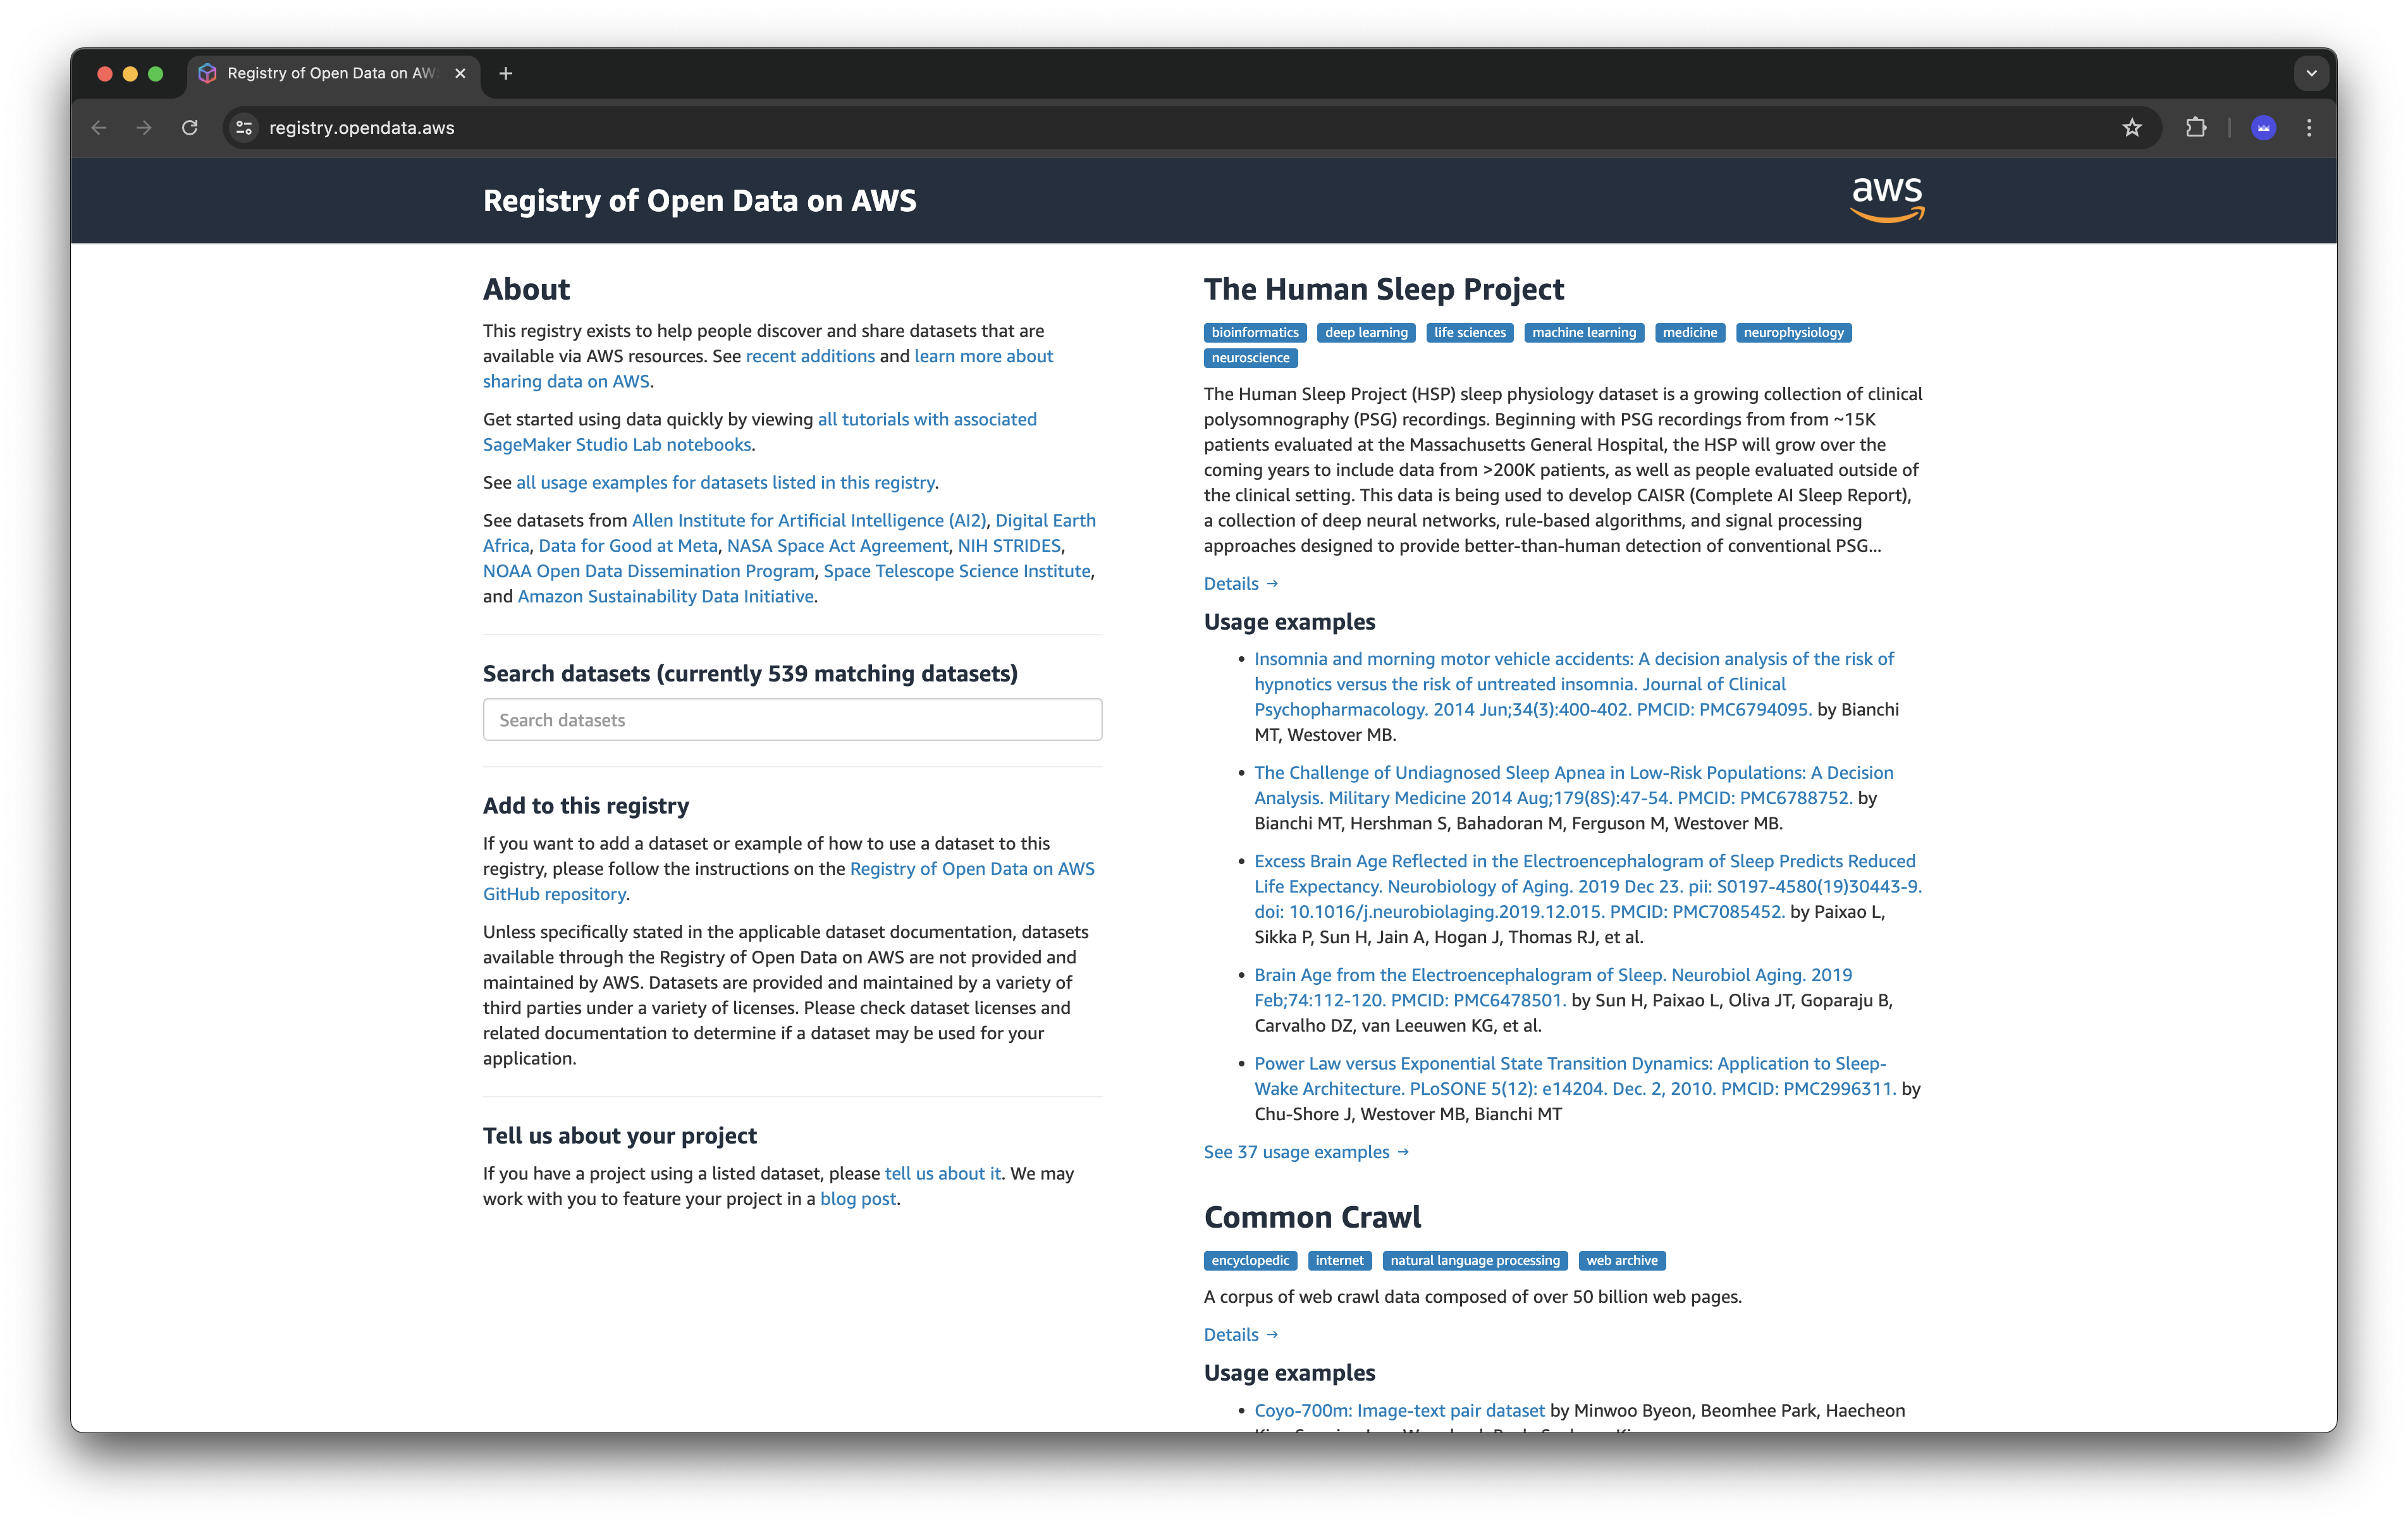 Registry of Open Data on AW
registry.opendata.aws
Registry of Open Data on AWS
aws
About
This registry exists to help people discover and share datasets that are
available via AWS resources. See recent additions and learn more about
sharing data on AWS.
Get started using data quickly by viewing all tutorials with associated
SageMaker Studio Lab notebooks.
See all usage examples for datasets listed in this registry.
See datasets from Allen Institute for Artificial Intelligence (AI2), Digital Earth
Africa, Data for Good at Meta, NASA Space Act Agreement, NIH STRIDES,
NOAA Open Data Dissemination Program, Space Telescope Science Institute,
and Amazon Sustainability Data Initiative.
Search datasets (currently 539 matching datasets)
Search datasets
Add to this registry
If you want to add a dataset or example of how to use a dataset to this
registry, please follow the instructions on the Registry of Open Data on AWS
GitHub repository.
Unless specifically stated in the applicable dataset documentation, datasets
available through the Registry of Open Data on AWS are not provided and
maintained by AWS. Datasets are provided and maintained by a variety of
third parties under a variety of licenses. Please check dataset licenses and
related documentation to determine if a dataset may be used for your
application.
Tell us about your project
If you have a project using a listed dataset, please tell us about it. We may
work with you to feature your project in a blog post.
The Human Sleep Project
bioinformatics deep learning life sciences machine learning medicine neurophysiology
neuroscience
The Human Sleep Project (HSP) sleep physiology dataset is a growing collection of clinical
polysomnography (PSG) recordings. Beginning with PSG recordings from from ~15K
patients evaluated at the Massachusetts General Hospital, the HSP will grow over the
coming years to include data from >200K patients, as well as people evaluated outside of
the clinical setting. This data is being used to develop CAISR (Complete AI Sleep Report),
a collection of deep neural networks, rule-based algorithms, and signal processing
approaches designed to provide better-than-human detection of conventional PSG...
Details →
Usage examples
• Insomnia and morning motor vehicle accidents: A decision analysis of the risk of
hypnotics versus the risk of untreated insomnia. Journal of Clinical
Psychopharmacology. 2014 Jun;34(3):400-402. PMCID: PMC6794095. by Bianchi
MT, Westover MB.
• The Challenge of Undiagnosed Sleep Apnea in Low-Risk Populations: A Decision
Analysis. Military Medicine 2014 Aug;179(8S):47-54. PMCID: PMC6788752. by
Bianchi MT, Hershman S, Bahadoran M, Ferguson M, Westover MB.
• Excess Brain Age Reflected in the Electroencephalogram of Sleep Predicts Reduced
Life Expectancy. Neurobiology of Aging. 2019 Dec 23. pii: S0197-4580(19)30443-9.
doi: 10.1016/j.neurobiolaging.2019.12.015. PMCID: PMC7085452. by Paixao L,
Sikka P, Sun H, Jain A, Hogan J, Thomas RJ, et al.
• Brain Age from the Electroencephalogram of Sleep. Neurobiol Aging. 2019
Feb;74:112-120. PMCID: PMC6478501. by Sun H, Paixao L, Oliva JT, Goparaju B,
Carvalho DZ, van Leeuwen KG, et al.
• Power Law versus Exponential State Transition Dynamics: Application to Sleep-
Wake Architecture. PLoSONE 5(12): e14204. Dec. 2, 2010. PMCID: PMC2996311. by
Chu-Shore J, Westover MB, Bianchi MT
See 37 usage examples →
Common Crawl
encyclopedic internet natural language processing web archive
A corpus of web crawl data composed of over 50 billion web pages.
Details →
Usage examples
• Coyo-700m: Image-text pair dataset by Minwoo Byeon, Beomhee Park, Haecheon